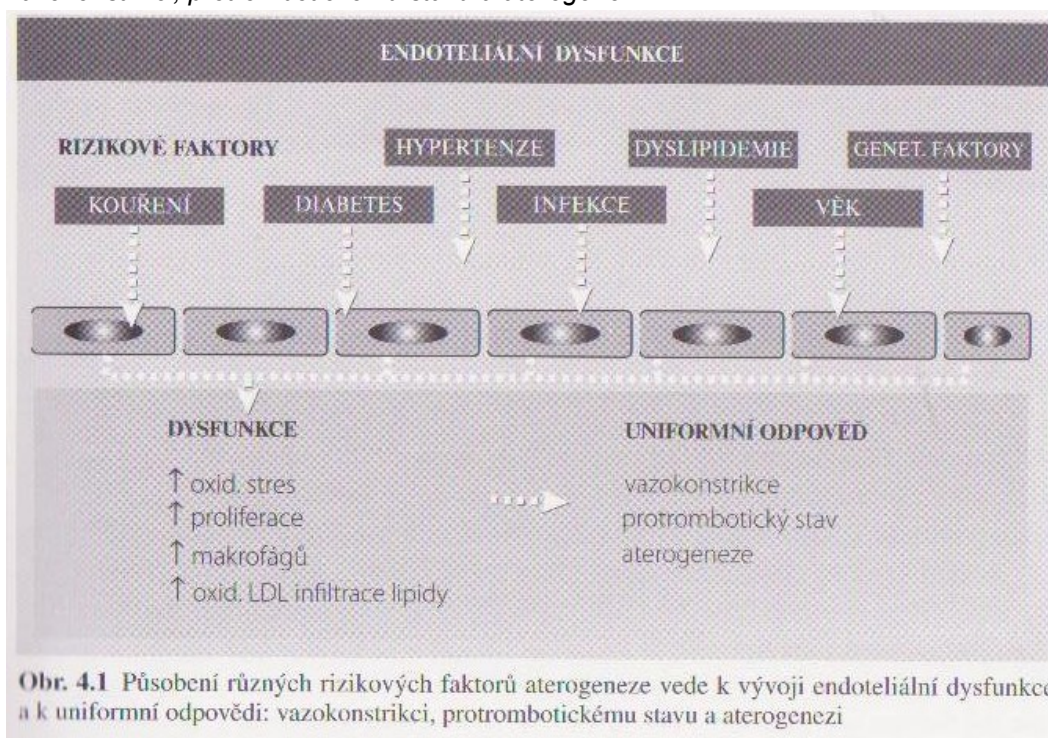 ENDOTELIÁLNÍ DYSFUNKCE
RIZIKOVÉ FAKTORY
HYPERTENZE
DYSLIPIDEMIE
GENET. FAKTORY
KOUŘENÍ
DIABETES
INFEKCE
VĚK
DYSFUNKCE
↑ oxid. stres
↑ proliferace
↑ makrofágů
↑ oxid. LDL infiltrace lipidy
UNIFORMNÍ ODPOVĚĎ
vazokonstrikce
protrombotický stav
aterogeneze
Obr. 4.1 Působení různých rizikových faktorů aterogeneze vede k vývoji endoteliální dysfunkce
a k uniformní odpovědi: vazokonstrikci, protrombotickému stavu a aterogenezi